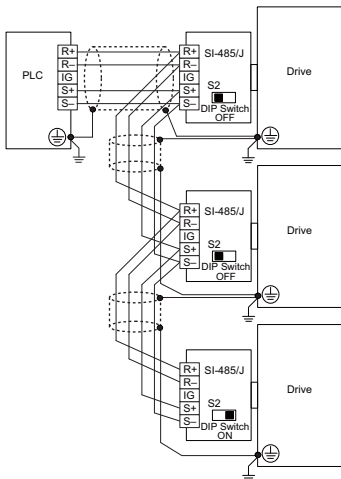 PLC
R+
R–
IG
S+
S–
R+
R–
IG
S+
S–
SI-485/J
S2
DIP Switch
OFF
Drive
R+
R–
IG
S+
S–
SI-485/J
S2
DIP Switch
OFF
Drive
R+
R–
IG
S+
S–
SI-485/J
S2
DIP Switch
ON
Drive